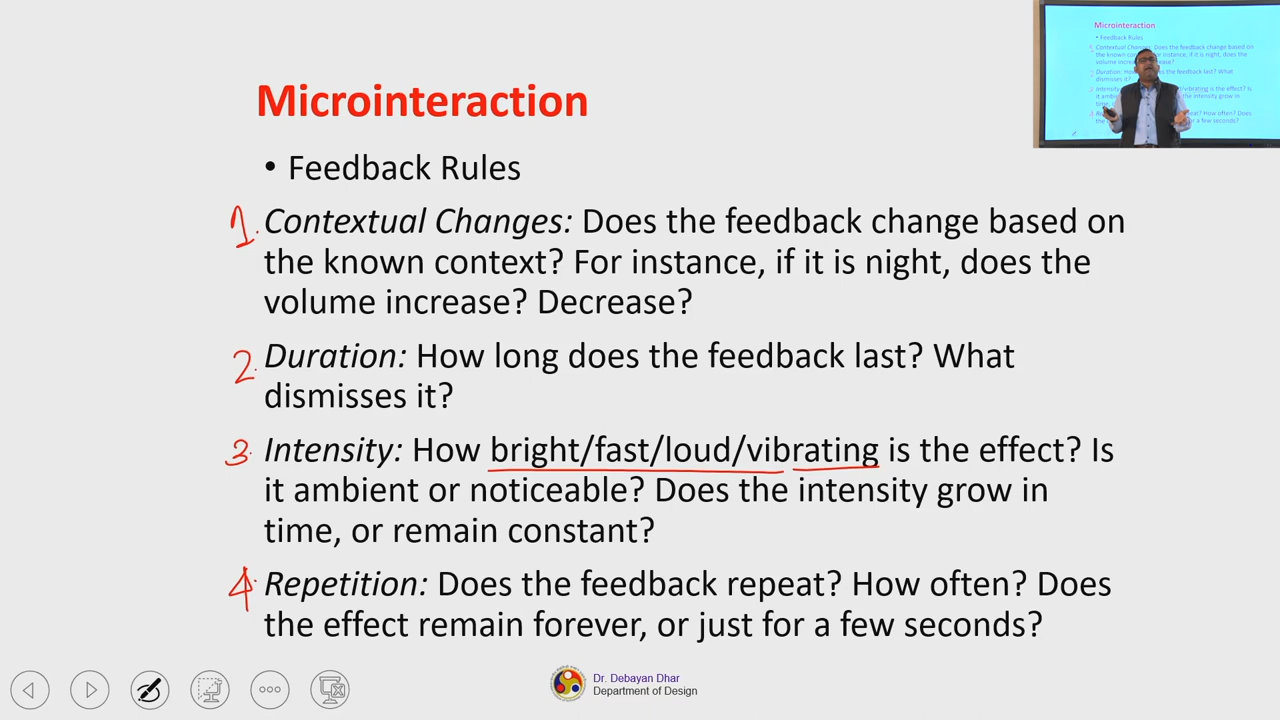 Microinteraction
• Feedback Rules
1. Contextual Changes: Does the feedback change based on
the known context? For instance, if it is night, does the
volume increase? Decrease?
2. Duration: How long does the feedback last? What
dismisses it?
3. Intensity: How bright/fast/loud/vibrating is the effect? Is
it ambient or noticeable? Does the intensity grow in
time, or remain constant?
4. Repetition: Does the feedback repeat? How often? Does
the effect remain forever, or just for a few seconds?
Dr. Debayan Dhar
Department of Design
Microinteraction
• Feedback Rules